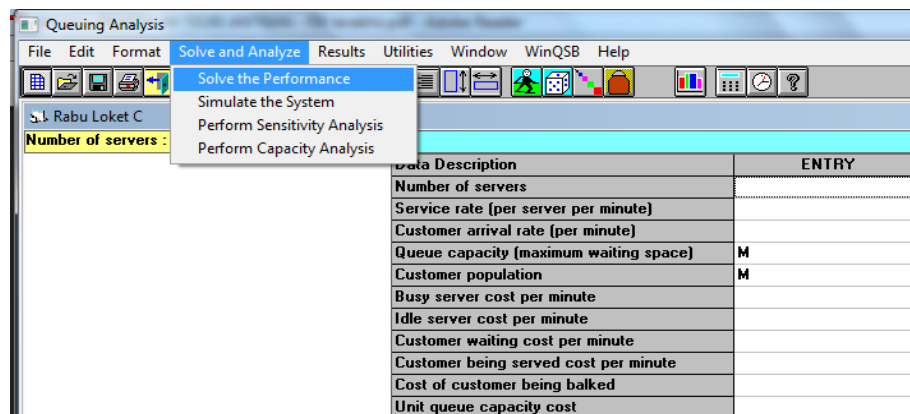 Queuing Analysis
File Edit Format Solve and Analyze Results Utilities Window WinQSB Help
Solve the Performance
Simulate the System
Perform Sensitivity Analysis
Perform Capacity Analysis
Rabu Loket C
Number of servers :
Data Description ENTRY
Number of servers
Service rate (per server per minute)
Customer arrival rate (per minute)
Queue capacity (maximum waiting space) M
Customer population M
Busy server cost per minute
Idle server cost per minute
Customer waiting cost per minute
Customer being served cost per minute
Cost of customer being balked
Unit queue capacity cost